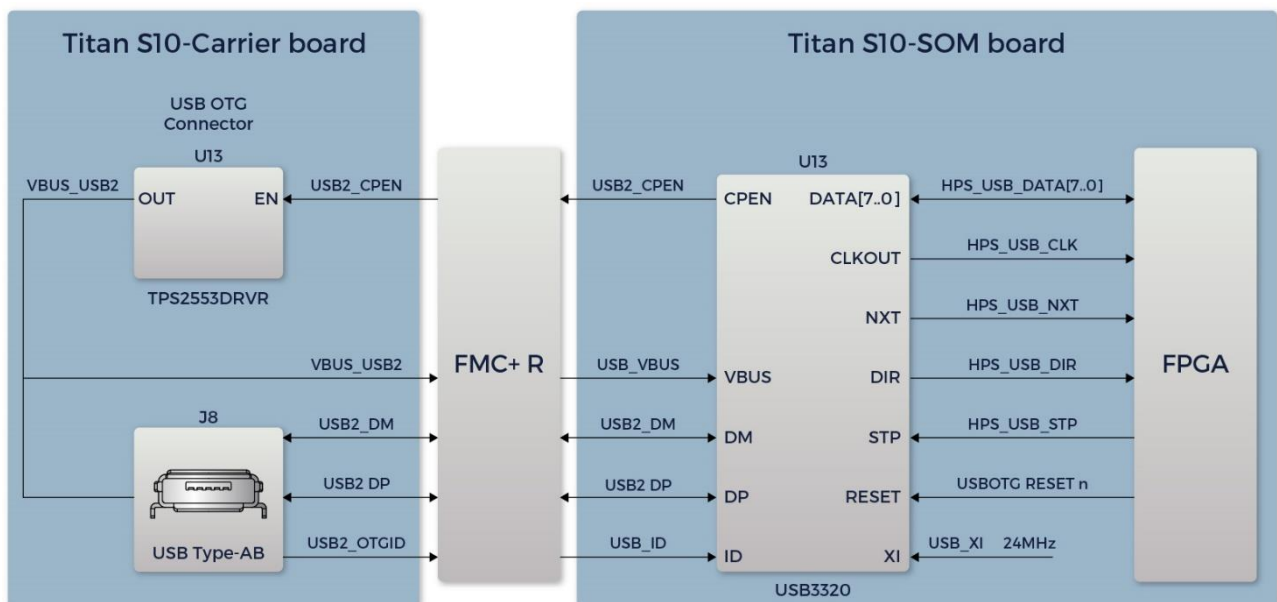 Titan S10-Carrier board
Titan S10-SOM board
USB OTG
Connector
U13
VBUS_USB2
OUT
EN
USB2_CPEN
TPS2553DRVR
VBUS_USB2
J8
USB2_DM
USB2 DP
USB Type-AB
USB2_OTGID
FMC+ R
USB2_CPEN
USB_VBUS
USB2_DM
USB2 DP
USB_ID
U13
CPEN
DATA[7..0]
CLKOUT
NXT
VBUS
DIR
DM
STP
DP
RESET
ID
XI
USB3320
HPS_USB_DATA[7..0]
HPS_USB_CLK
HPS_USB_NXT
HPS_USB_DIR
HPS_USB_STP
USBOTG RESET n
USB_XI 24MHz
FPGA